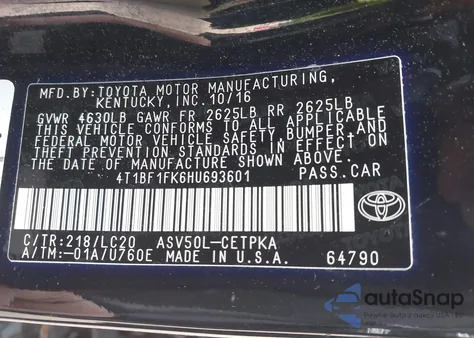 MFD.BY:TOYOTA MOTOR MANUFACTURING,
KENTUCKY,INC.10/16
GVWR 4630LB GAWR FR 2625LB RR 2625LB
THIS VEHICLE CONFORMS TO ALL APPLICABLE
FEDERAL MOTOR VEHICLE SAFETY,BUMPER,AND
THEFT PREVENTION STANDARDS IN EFFECT ON
THE DATE OF MANUFACTURE SHOWN ABOVE.
4T1BF1FK6HU693601 PASS.CAR
TOYOTA
C/TR:218/LC20 ASV50L-CETPKA
A/TM:-01A/U760E MADE IN U.S.A. 64790
autoSnap